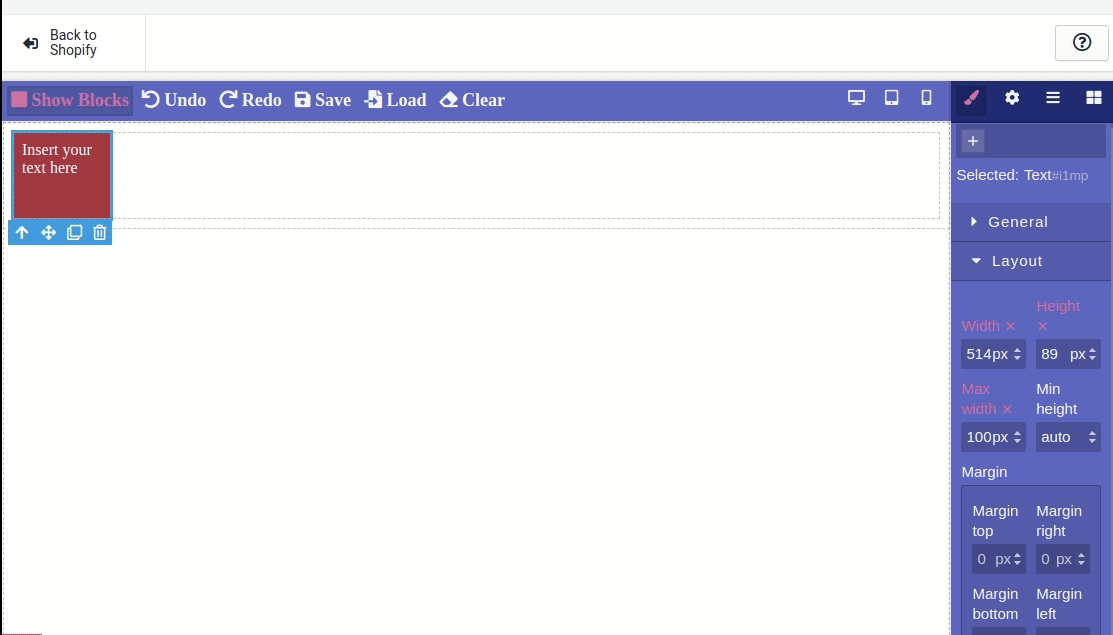 Back to
Shopify
Show Blocks Undo Redo Save Load Clear
Insert your
text here
+
Selected: Text#i1mp
General
Layout
Height
Width ×
×
514px 89 px
Max Min
width × height
100px auto
Margin
Margin Margin
top right
0 px 0 px
Margin Margin
bottom left